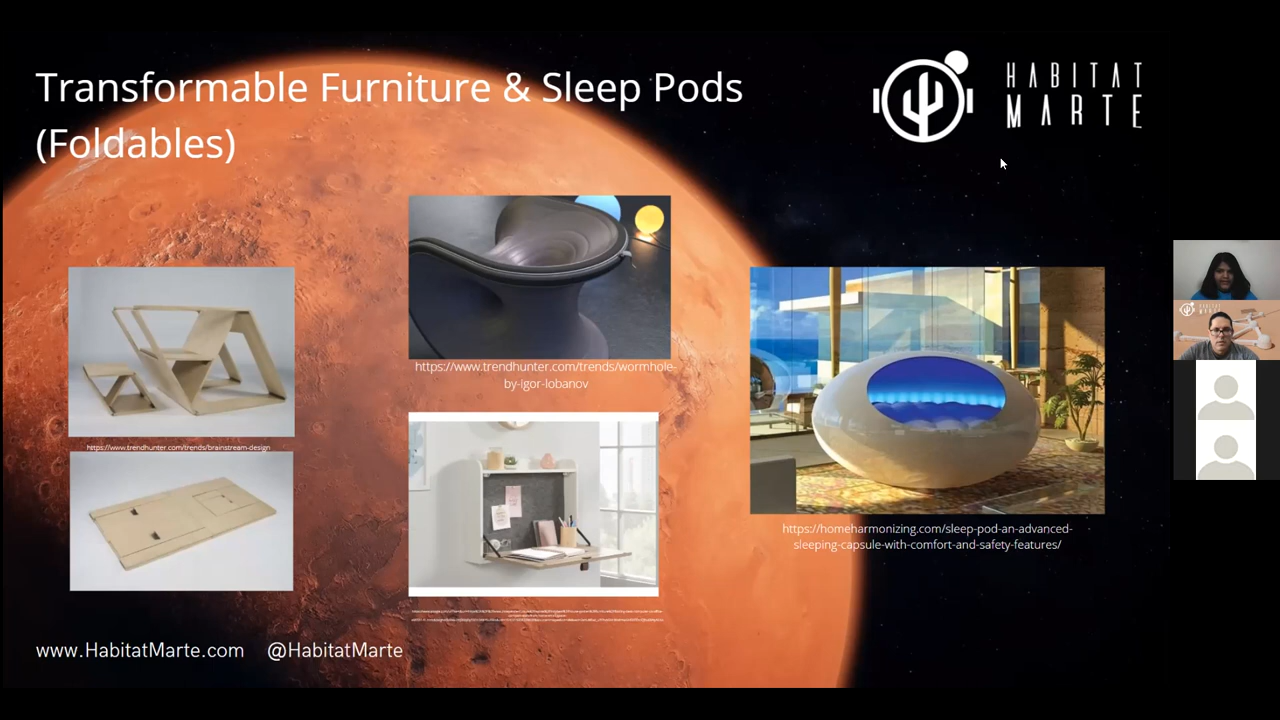 Transformable Furniture & Sleep Pods
(Foldables)
HABITAT
MARTE
https://www.trendhunter.com/trends/wormhole-
by-igor-lobanov
https://www.trendhunter.com/trends/brainstream-design
https://homeharmonizing.com/sleep-pod-an-advanced-
sleeping-capsule-with-comfort-and-safety-features/
www.HabitatMarte.com @HabitatMarte
HABITAT
MARTE